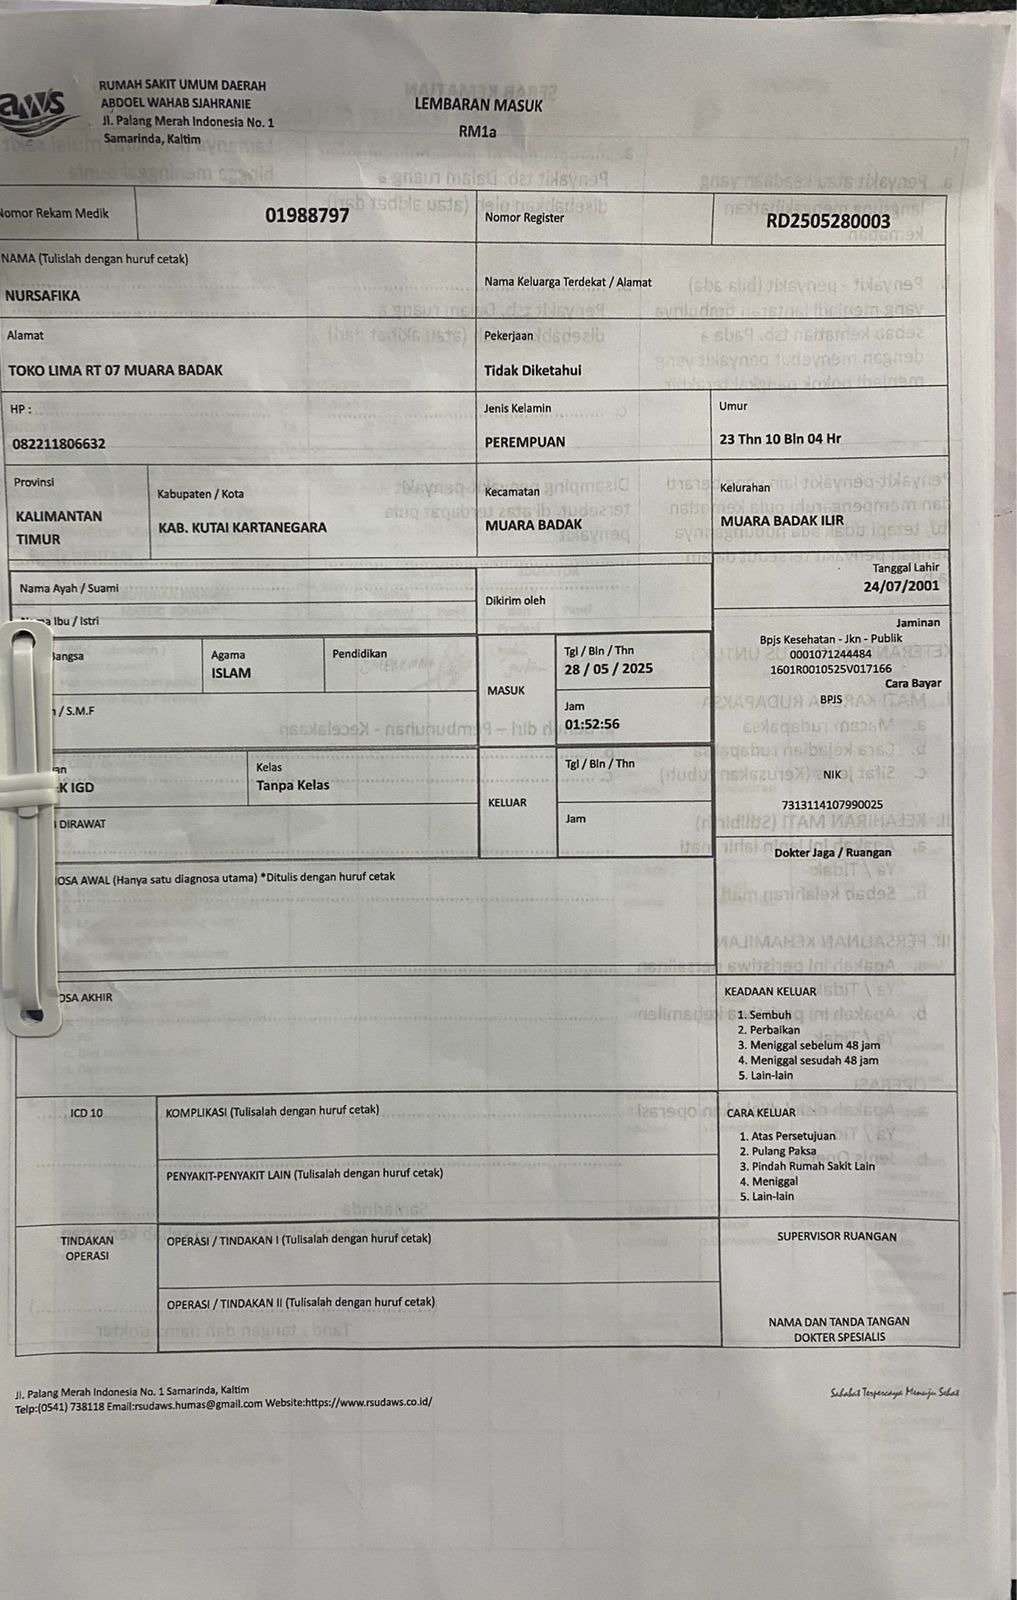 aws
RUMAH SAKIT UMUM DAERAH
ABDOEL WAHAB SJAHRANIE
Jl. Palang Merah Indonesia No. 1
Samarinda, Kaltim
LEMBARAN MASUK
RM1a
Nomor Rekam Medik
01988797
Nomor Register
RD2505280003
NAMA (Tulislah dengan huruf cetak)
NURSAFIKA
Nama Keluarga Terdekat / Alamat
Alamat
TOKO LIMA RT 07 MUARA BADAK
Pekerjaan
Tidak Diketahui
HP :
082211806632
Jenis Kelamin
PEREMPUAN
Umur
23 Thn 10 Bln 04 Hr
Provinsi
KALIMANTAN
TIMUR
Kabupaten / Kota
KAB. KUTAI KARTANEGARA
Kecamatan
MUARA BADAK
Kelurahan
MUARA BADAK ILIR
Nama Ayah / Suami
Ibu / Istri
Dikirim oleh
Tanggal Lahir
24/07/2001
angsa
Agama
ISLAM
Pendidikan
/ S.M.F
MASUK
Tgl / Bln / Thn
28 / 05 / 2025
Jam
01:52:56
Jaminan
Bpjs Kesehatan - Jkn - Publik
0001071244484
1601R0010525V017166
Cara Bayar
BPJS
NIK
7313114107990025
an
K IGD
Kelas
Tanpa Kelas
DIRAWAT
KELUAR
Tgl / Bln / Thn
Jam
Dokter Jaga / Ruangan
OSA AWAL (Hanya satu diagnosa utama) *Ditulis dengan huruf cetak
OSA AKHIR
KEADAAN KELUAR
1. Sembuh
2. Perbaikan
3. Meniggal sebelum 48 jam
4. Meniggal sesudah 48 jam
5. Lain-lain
ICD 10
KOMPLIKASI (Tulisalah dengan huruf cetak)
PENYAKIT-PENYAKIT LAIN (Tulisalah dengan huruf cetak)
CARA KELUAR
1. Atas Persetujuan
2. Pulang Paksa
3. Pindah Rumah Sakit Lain
4. Meniggal
5. Lain-lain
TINDAKAN
OPERASI
OPERASI / TINDAKAN I (Tulisalah dengan huruf cetak)
OPERASI / TINDAKAN II (Tulisalah dengan huruf cetak)
SUPERVISOR RUANGAN
NAMA DAN TANDA TANGAN
DOKTER SPESIALIS
Jl. Palang Merah Indonesia No. 1 Samarinda, Kaltim
Telp:(0541) 738118 Email:rsudaws.humas@gmail.com Website:https://www.rsudaws.co.id/
Sahabat Terpercaya Menuju Sehat